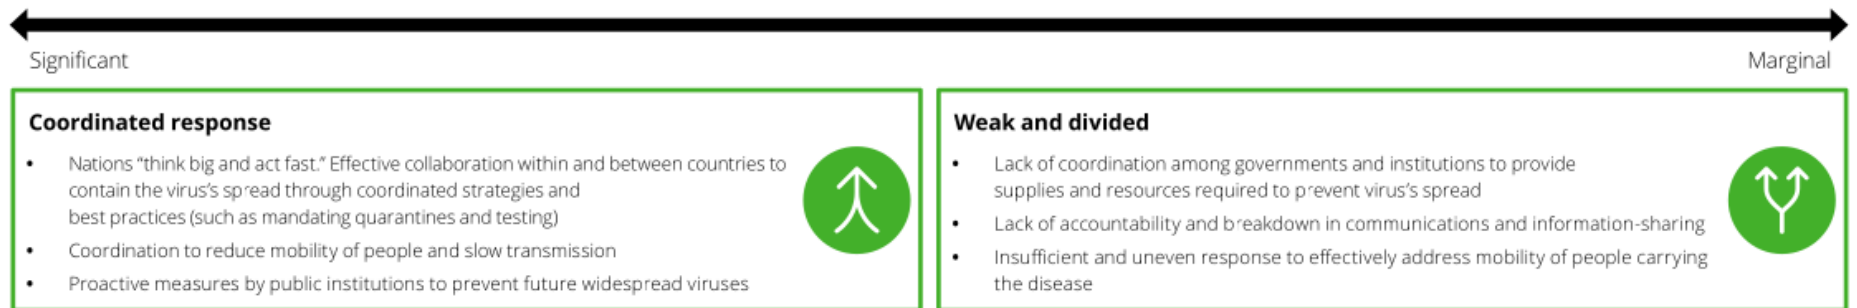 Significant
Marginal
Coordinated response
• Nations “think big and act fast.” Effective collaboration within and between countries to
contain the virus’s spread through coordinated strategies and
best practices (such as mandating quarantines and testing)
• Coordination to reduce mobility of people and slow transmission
• Proactive measures by public institutions to prevent future widespread viruses
Weak and divided
• Lack of coordination among governments and institutions to provide
supplies and resources required to prevent virus’s spread
• Lack of accountability and breakdown in communications and information-sharing
• Insufficient and uneven response to effectively address mobility of people carrying
the disease